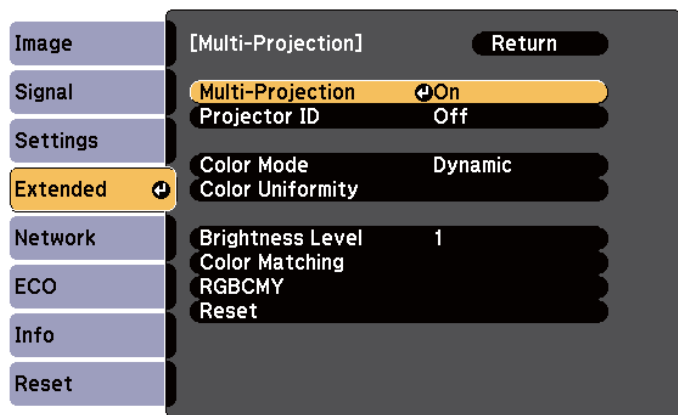 Image
Signal
Settings
Extended
Network
ECO
Info
Reset
[Multi-Projection] Return
Multi-Projection On
Projector ID Off
Color Mode Dynamic
Color Uniformity
Brightness Level 1
Color Matching
RGBCMY
Reset